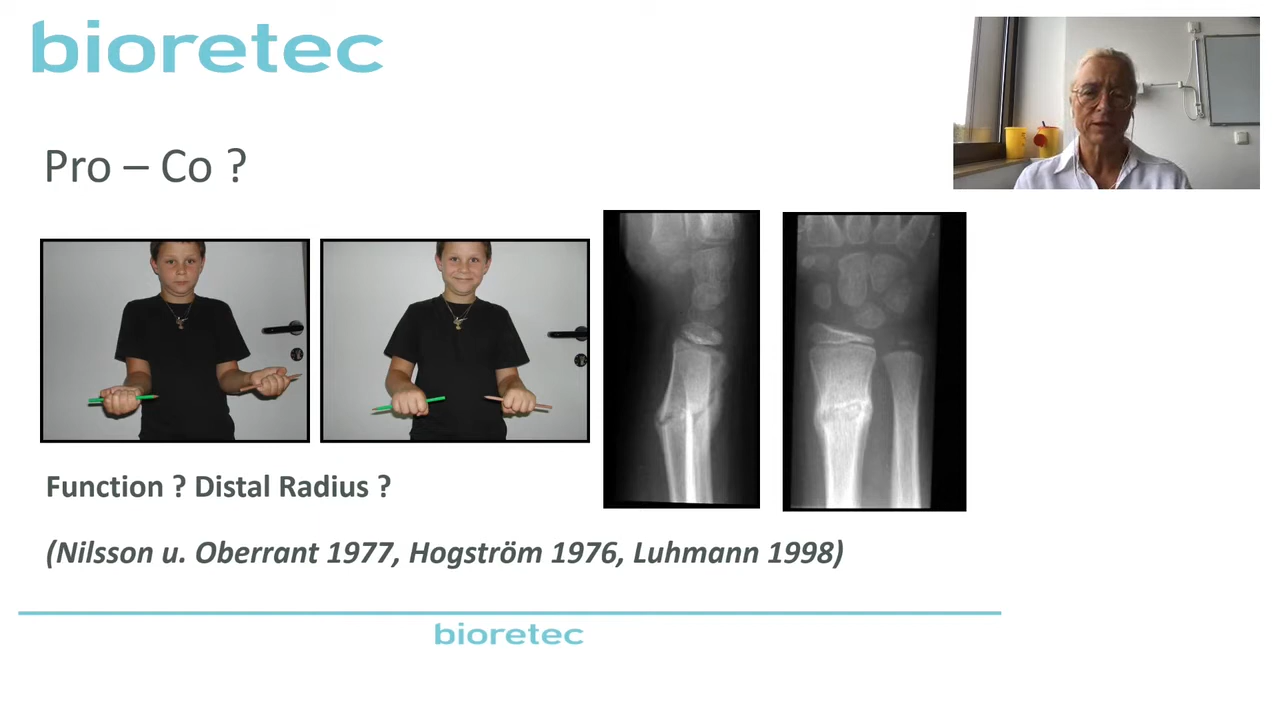 bioretec
Pro – Co ?
Function ? Distal Radius ?
(Nilsson u. Oberrant 1977, Hogström 1976, Luhmann 1998)
bioretec